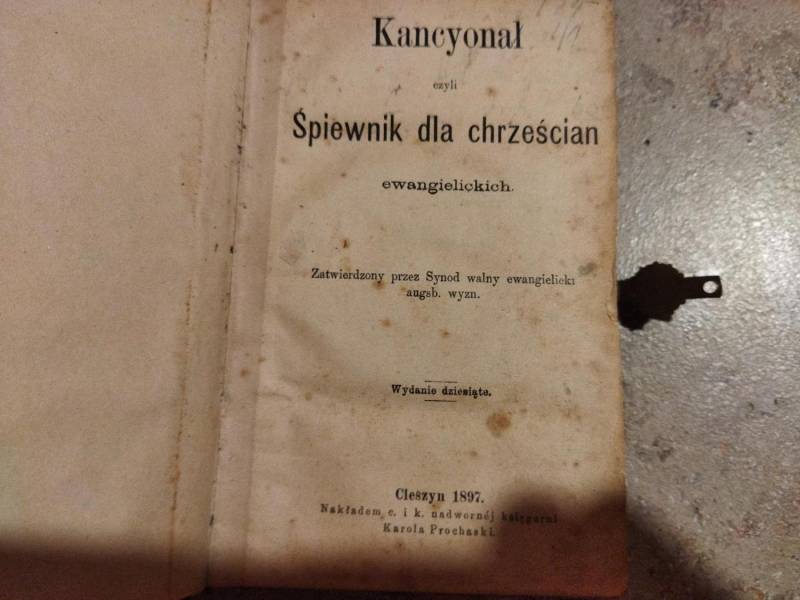 Kancyonał
czyli
Śpiewnik dla chrześcian
ewangielickich.
Zatwierdzony przez Synod walny ewangielicki
augsb. wyzn.
Wydanie dziesiąte.
Cieszyn 1897.
Nakładem c. i k. nadwornéj księgarni
Karola Prochaski.